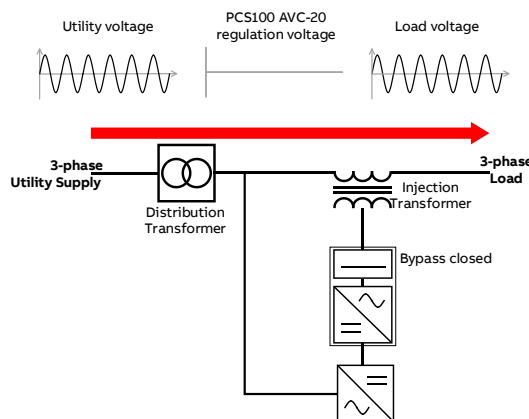 Utility voltage
PCS100 AVC-20
regulation voltage
Load voltage
3-phase
Utility Supply
Distribution
Transformer
Injection
Transformer
3-phase
Load
Bypass closed